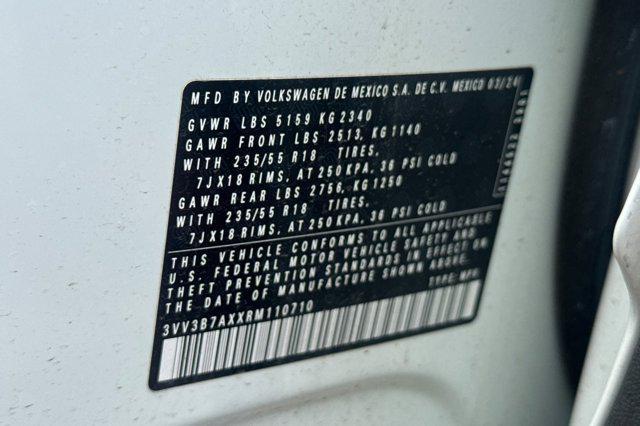 MFD BY VOLKSWAGEN DE MEXICO S.A. DE C.V. MEXICO 03/24
GVWR LBS 5159 KG 2340
GAWR FRONT LBS 2513, KG 1140
WITH 235/55 R18 TIRES,
7JX18 RIMS, AT 250 KPA, 36 PSI COLD
GAWR REAR LBS 2756, KG 1250
WITH 235/55 R18 TIRES,
7JX18 RIMS, AT 250 KPA, 36 PSI COLD
THIS VEHICLE CONFORMS TO ALL APPLICABLE
U.S. FEDERAL MOTOR VEHICLE SAFETY AND
THEFT PREVENTION STANDARDS IN EFFECT ON
THE DATE OF MANUFACTURE SHOWN ABOVE.
TYPE: MPV
3VV3B7AXXRM110710